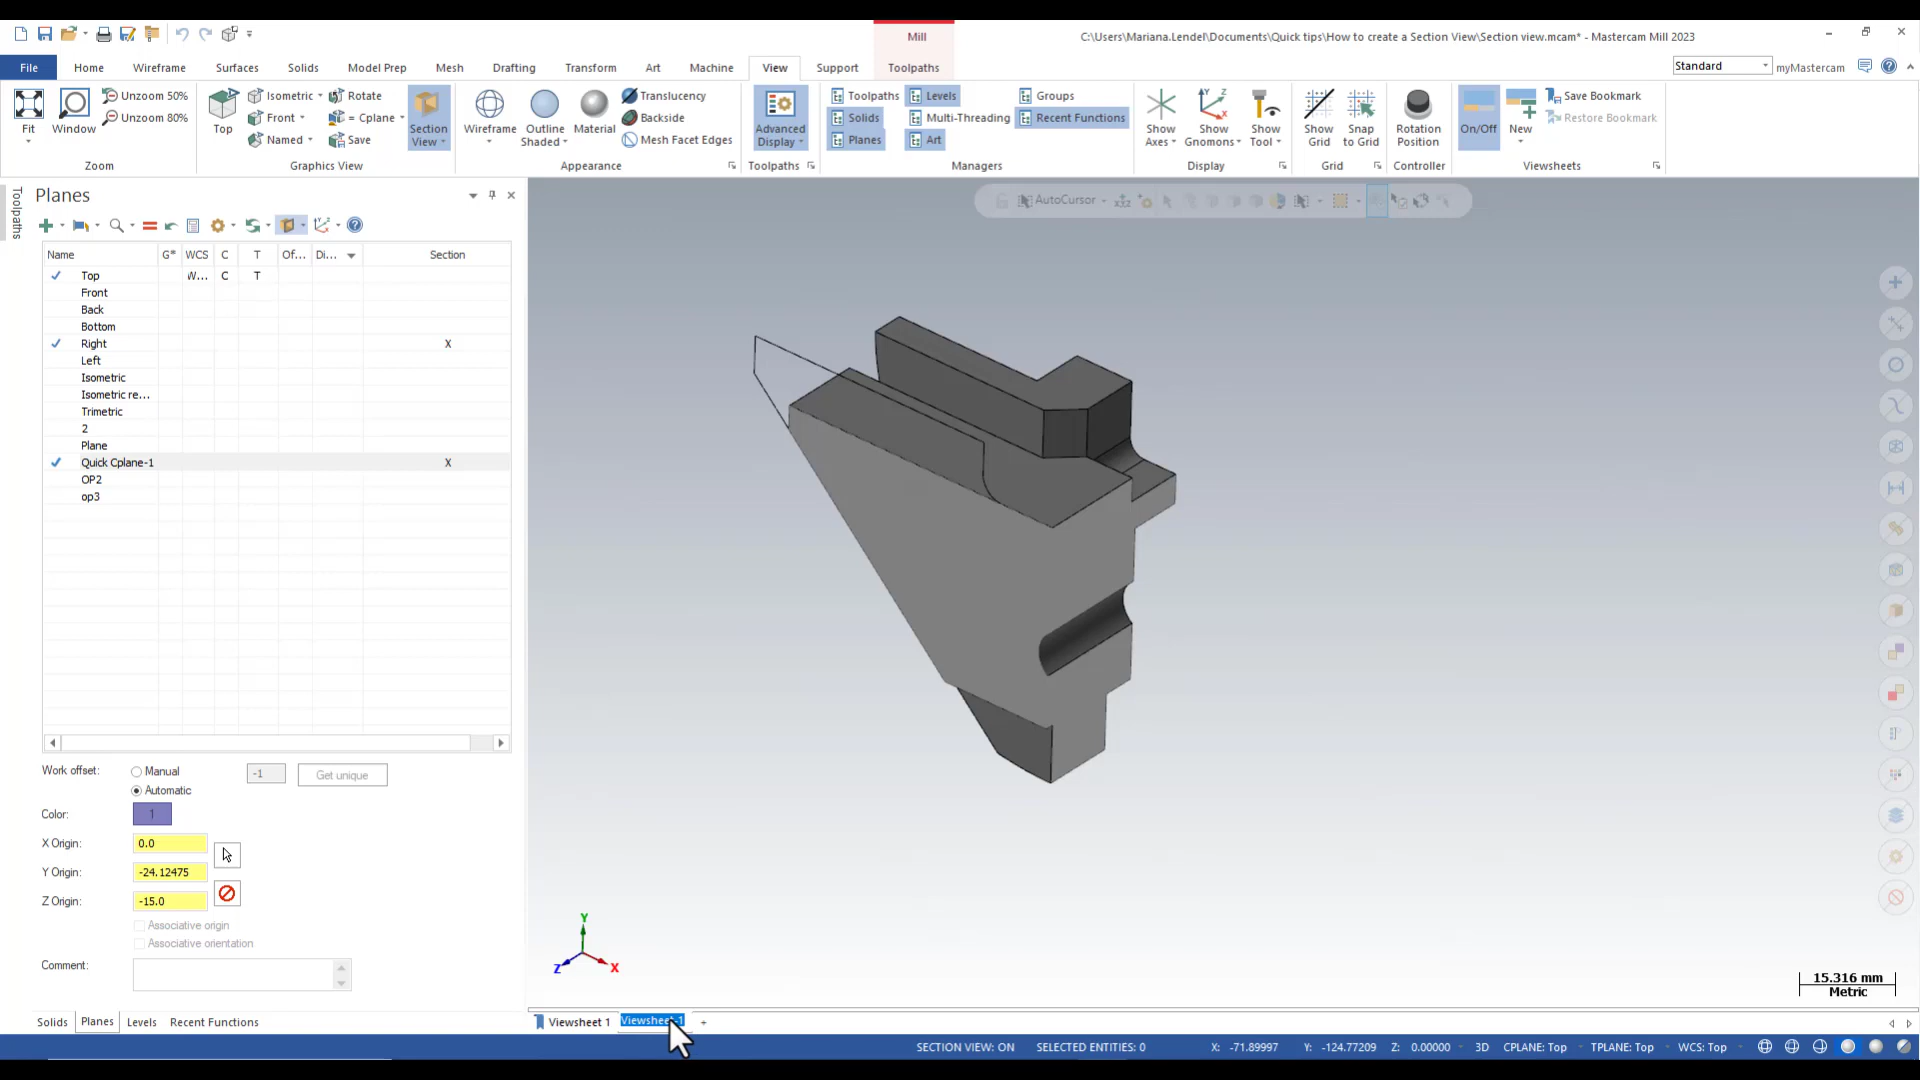 Mill
C:\Users\Mariana.Lendel\Documents\Quick tips\How to create a Section View\Section view.mcam* - Mastercam Mill 2023
File Home Wireframe Surfaces Solids Model Prep Mesh Drafting Transform Art Machine View Support Toolpaths
Standard myMastercam
Fit Window Unzoom 50% Unzoom 80%
Zoom
Top Isometric Front Named Rotate = Cplane Save Section View
Graphics View
Wireframe Outline Shaded Material Translucency Backside Mesh Facet Edges
Appearance
Advanced Display
Toolpaths
Toolpaths Solids Planes Levels Multi-Threading Art Groups Recent Functions
Managers
Show Axes Show Gnomons Show Tool
Display
Show Grid Snap to Grid
Grid
Rotation Position
Controller
On/Off New Save Bookmark Restore Bookmark
Viewsheets
Toolpaths
Planes
AutoCursor
Name G* WCS C T Of... Di... Section
Top W... C T
Front
Back
Bottom
Right X
Left
Isometric
Isometric re...
Trimetric
2
Plane
Quick Cplane-1 X
OP2
op3
Work offset: Manual -1 Get unique
Automatic
Color: 1
X Origin: 0.0
Y Origin: -24.12475
Z Origin: -15.0
Associative origin
Associative orientation
Comment:
Y
Z X
15.316 mm
Metric
Solids Planes Levels Recent Functions
Viewsheet 1 +
SECTION VIEW: ON SELECTED ENTITIES: 0 X: -71.89997 Y: -124.77209 Z: 0.00000 3D CPLANE: Top TPLANE: Top WCS: Top